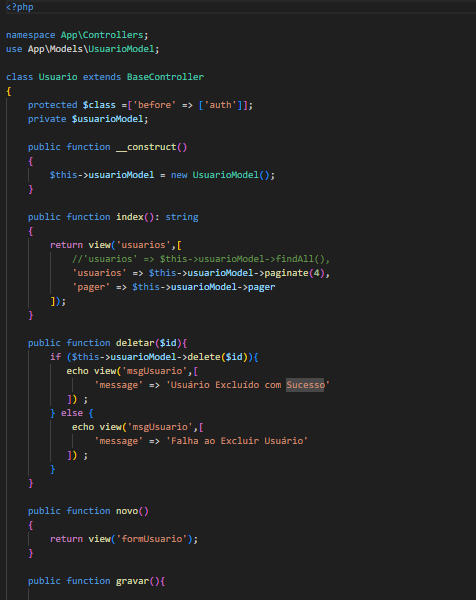 <?php
namespace App\Controllers;
use App\Models\UsuarioModel;
class Usuario extends BaseController
{
    protected $class =['before' => ['auth']];
    private $usuarioModel;
    public function __construct()
    {
        $this->usuarioModel = new UsuarioModel();
    }
    public function index(): string
    {
        return view('usuarios',[
            //'usuarios' => $this->usuarioModel->findAll(),
            'usuarios' => $this->usuarioModel->paginate(4),
            'pager' => $this->usuarioModel->pager
        ]);
    }
    public function deletar($id){
        if ($this->usuarioModel->delete($id)){
           echo view('msgUsuario',[
                'message' => 'Usuário Excluído com Sucesso'
           ]) ;
        } else {
            echo view('msgUsuario',[
                'message' => 'Falha ao Excluir Usuário'
           ]) ;
        }
    }
    public function novo()
    {
        return view('formUsuario');
    }
    public function gravar(){